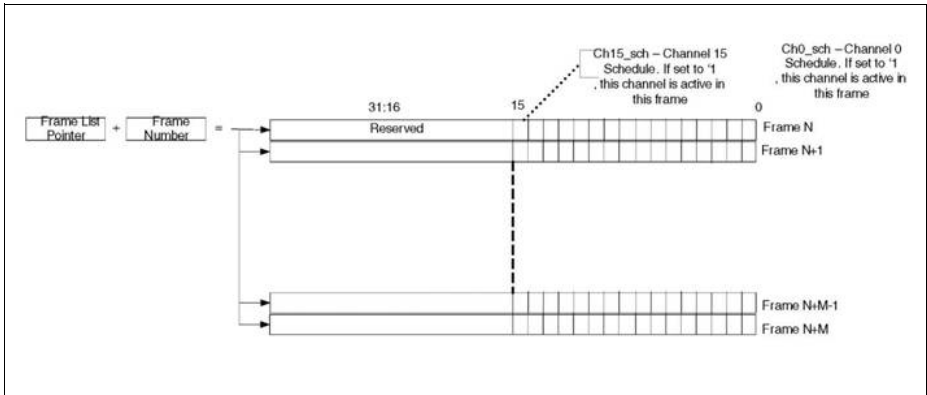 Ch15_sch – Channel 15
Schedule. If set to ‘1
, this channel is active in
this frame
Ch0_sch – Channel 0
Schedule. If set to ‘1
, this channel is active in
this frame
31:16
15
0
Frame List
Pointer
+
Frame
Number
=
Reserved
Frame N
Frame N+1
Frame N+M-1
Frame N+M